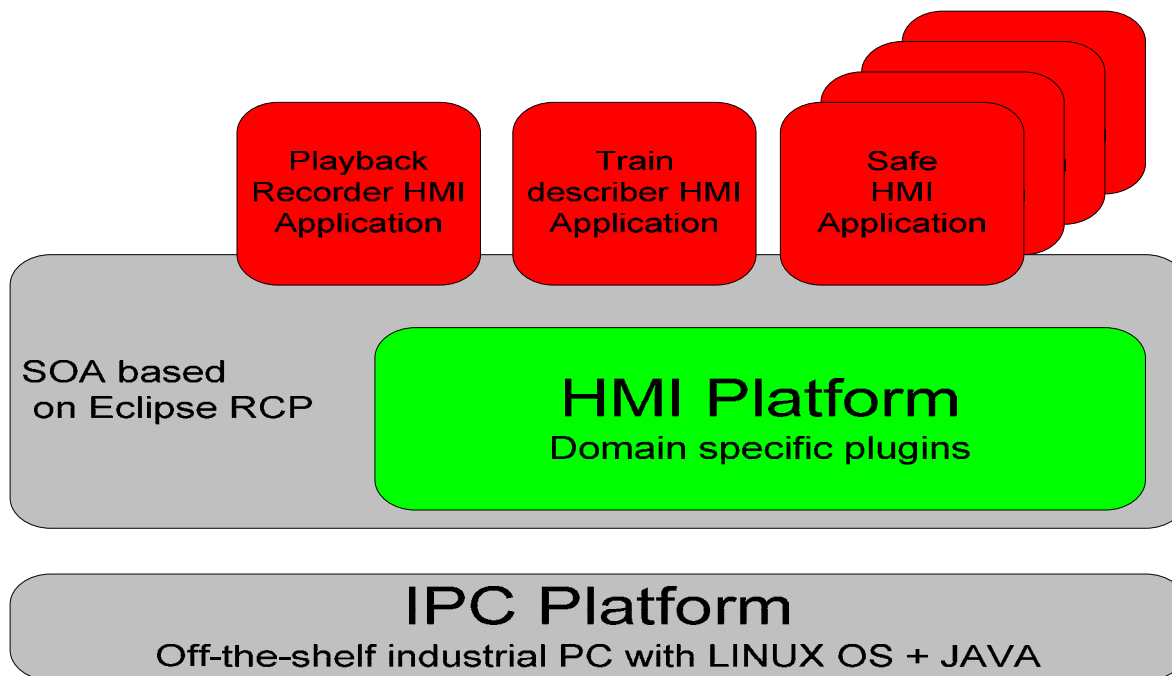 Playback
Recorder HMI
Application
Train
describer HMI
Application
Safe
HMI
Application
SOA based
on Eclipse RCP
HMI Platform
Domain specific plugins
IPC Platform
Off-the-shelf industrial PC with LINUX OS + JAVA